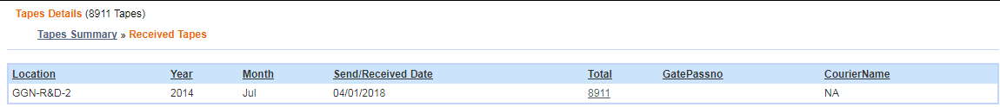 Tapes Details (8911 Tapes)
Tapes Summary » Received Tapes
Location Year Month Send/Received Date Total GatePassno CourierName
GGN-R&D-2 2014 Jul 04/01/2018 8911 NA